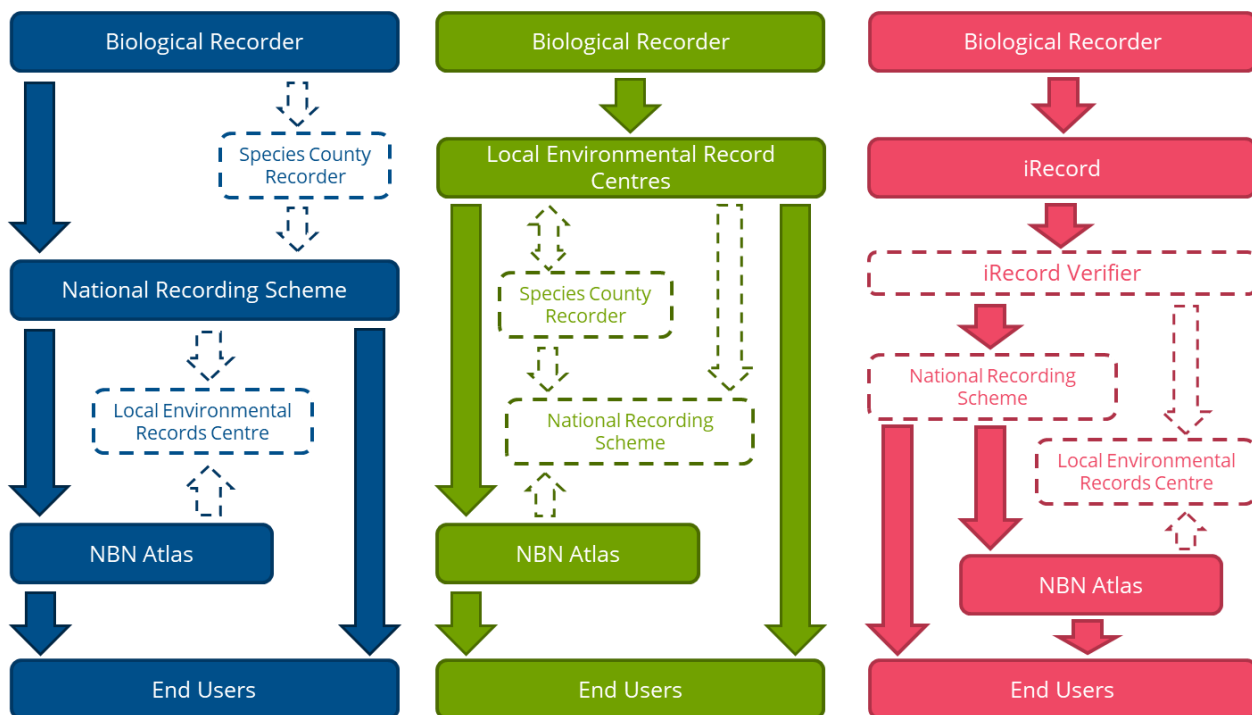 Biological Recorder
Species County
Recorder
National Recording Scheme
Local Environmental
Records Centre
NBN Atlas
End Users
Biological Recorder
Local Environmental Record
Centres
Species County
Recorder
National Recording
Scheme
NBN Atlas
End Users
Biological Recorder
iRecord
iRecord Verifier
National Recording
Scheme
Local Environmental
Records Centre
NBN Atlas
End Users